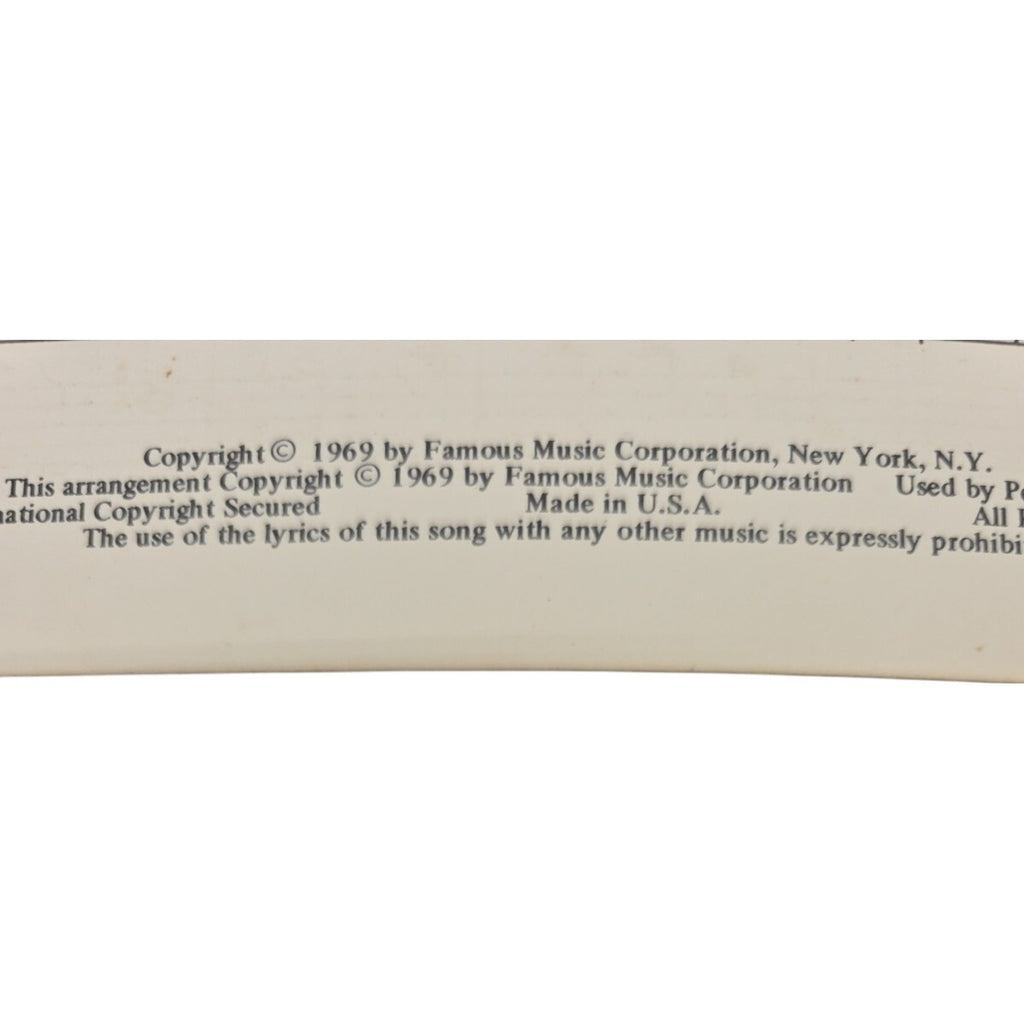 Copyright © 1969 by Famous Music Corporation, New York, N.Y.
This arrangement Copyright © 1969 by Famous Music Corporation Used by
national Copyright Secured Made in U.S.A. All
The use of the lyrics of this song with any other music is expressly